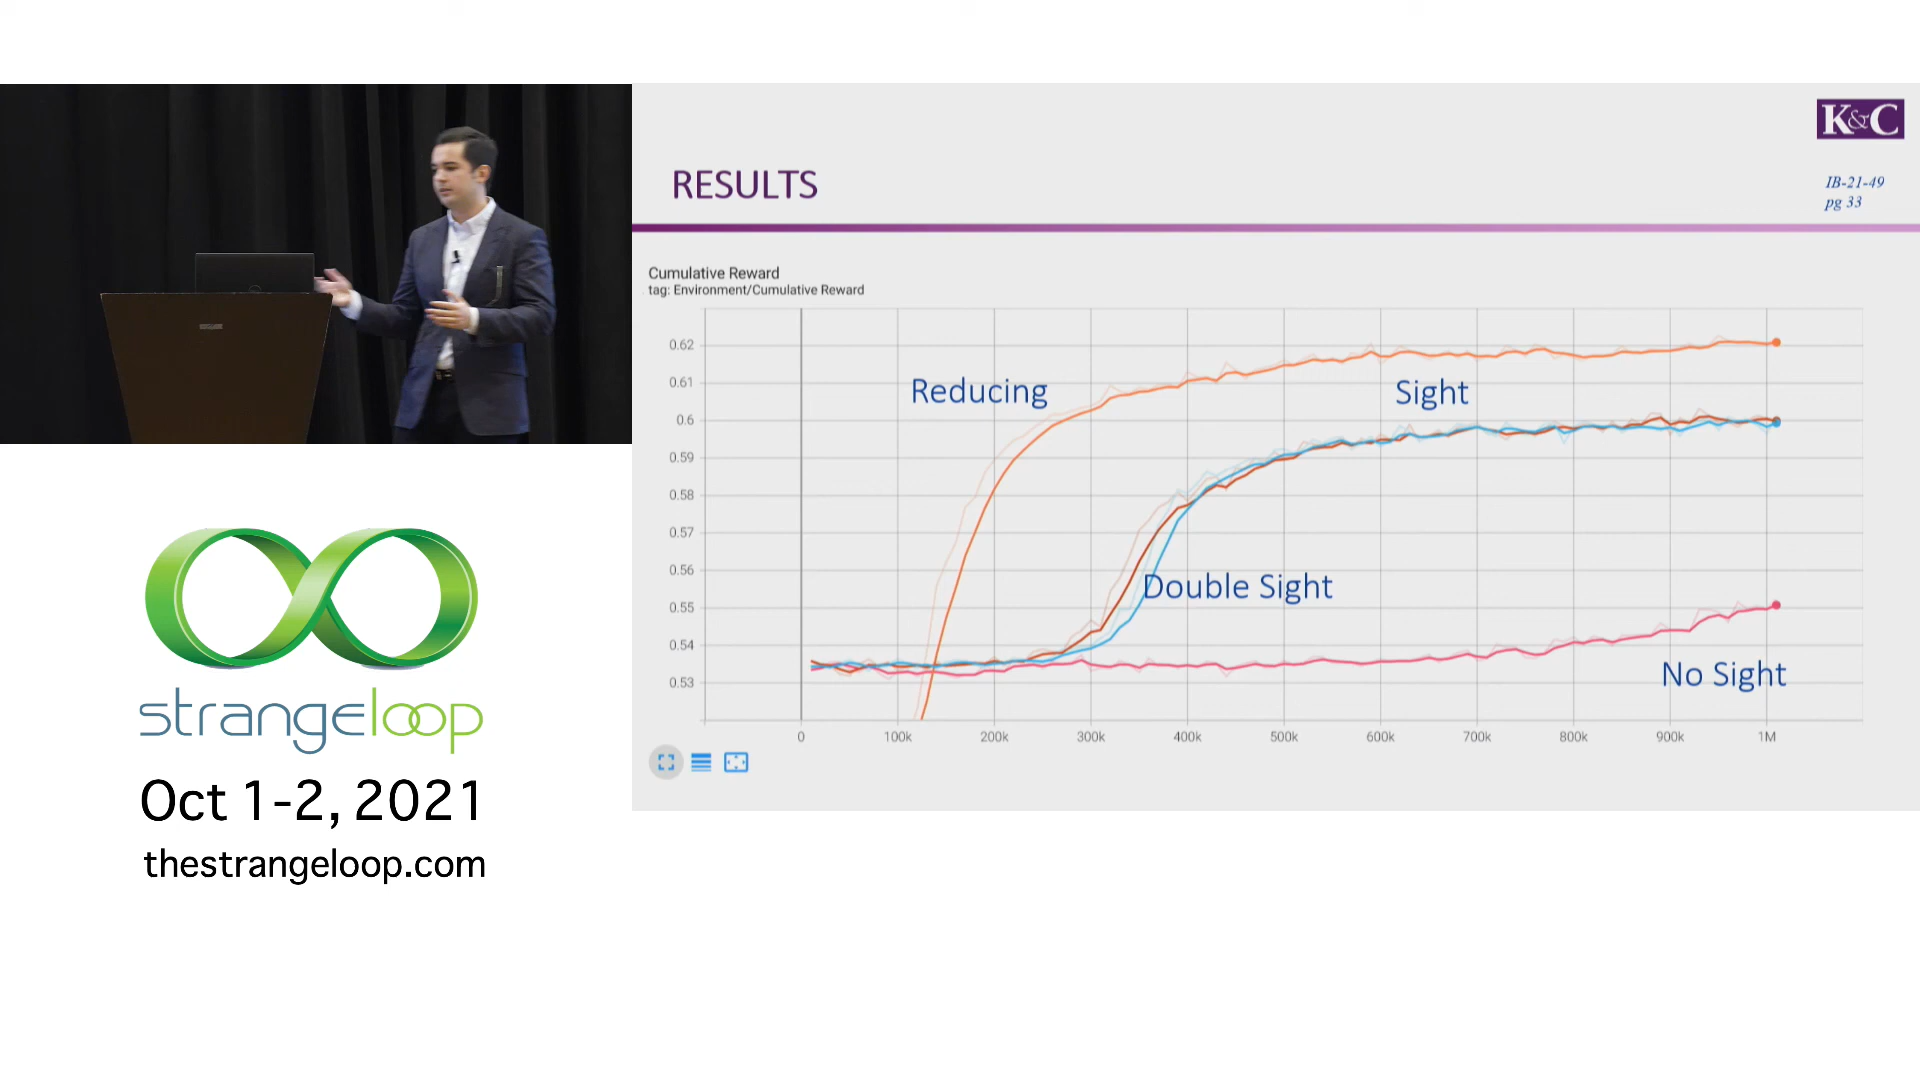 K&C
IB-21-49
pg 33
RESULTS
Cumulative Reward
tag: Environment/Cumulative Reward
0.62
0.61
0.6
0.59
0.58
0.57
0.56
0.55
0.54
0.53
Reducing
Sight
Double Sight
No Sight
0 100k 200k 300k 400k 500k 600k 700k 800k 900k 1M
strangeloop
Oct 1-2, 2021
thestrangeloop.com